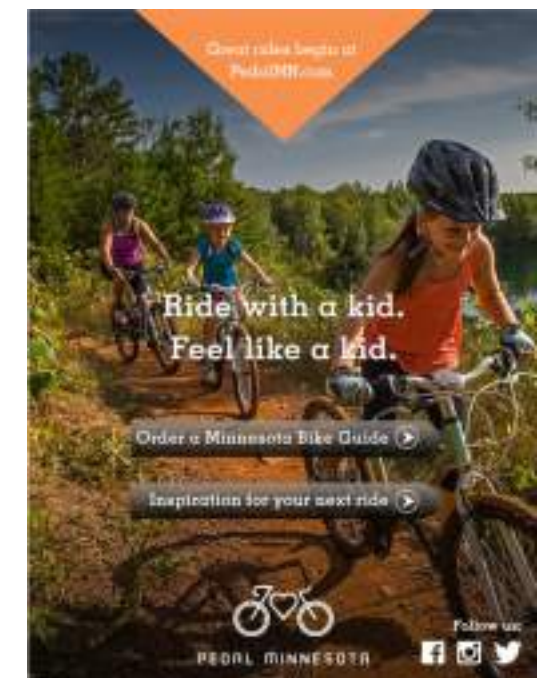 Great rides begin at
PedalMN.com
Ride with a kid.
Feel like a kid.
Order a Minnesota Bike Guide
Inspiration for your next ride
PEDAL MINNESOTA
Follow us: